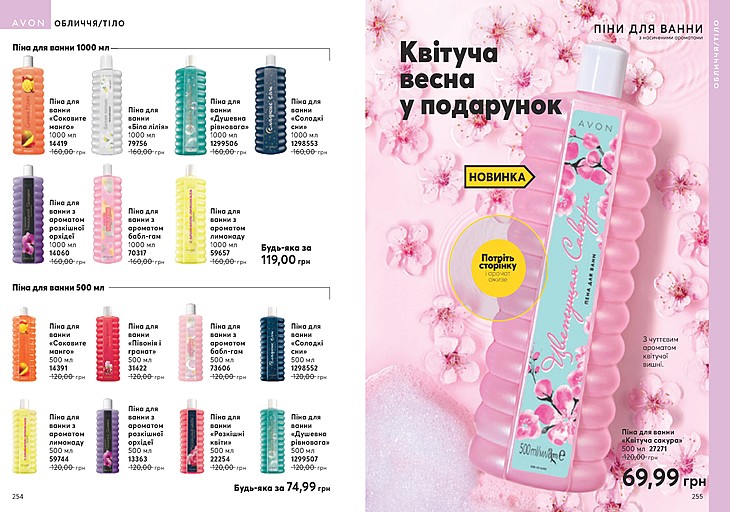 AVON ОБЛИЧЧЯ/ТІЛО
Піна для ванни 1000 мл
Піна для
ванни
«Соковите
манго»
1000 мл
14419
160,00 грн
Піна для
ванни
«Біла лілія»
1000 мл
79756
160,00 грн
Піна для
ванни
«Душевна
рівновага»
1000 мл
1299506
160,00 грн
Піна для
ванни
«Солодкі
сни»
1000 мл
1298553
160,00 грн
Піна для
ванни з
ароматом
розкішної
орхідеї
1000 мл
14060
160,00 грн
Піна для
ванни з
ароматом
бабл-гам
1000 мл
70317
160,00 грн
Піна для
ванни з
ароматом
лимонаду
1000 мл
59657
160,00 грн
Будь-яка за
119,00 грн
Піна для ванни 500 мл
Піна для
ванни
«Соковите
манго»
500 мл
14391
120,00 грн
Піна для
ванни
«Півонія і
гранат»
500 мл
31422
120,00 грн
Піна для
ванни з
ароматом
бабл-гам
500 мл
73606
120,00 грн
Піна для
ванни
«Солодкі
сни»
500 мл
1298552
120,00 грн
Піна для
ванни з
ароматом
лимонаду
500 мл
59744
120,00 грн
Піна для
ванни з
ароматом
розкішної
орхідеї
500 мл
13363
120,00 грн
Піна для
ванни
«Розкішні
квіти»
500 мл
22254
120,00 грн
Піна для
ванни
«Душевна
рівновага»
500 мл
1299507
120,00 грн
Будь-яка за 74,99 грн
254
ПІНИ ДЛЯ ВАННИ
з насиченими ароматами
ОБЛИЧЧЯ/ТІЛО
Квітуча
весна
у подарунок
НОВИНКА
Потріть
сторінку
і аромат
оживе
AVON
Цветущая Сакура
ПЕНА ДЛЯ ВАНН
500 ml/мл e
З чуттєвим
ароматом
квітучої
вишні.
Піна для ванни
«Квітуча сакура»
500 мл 27271
120,00 грн
69,99 грн
255